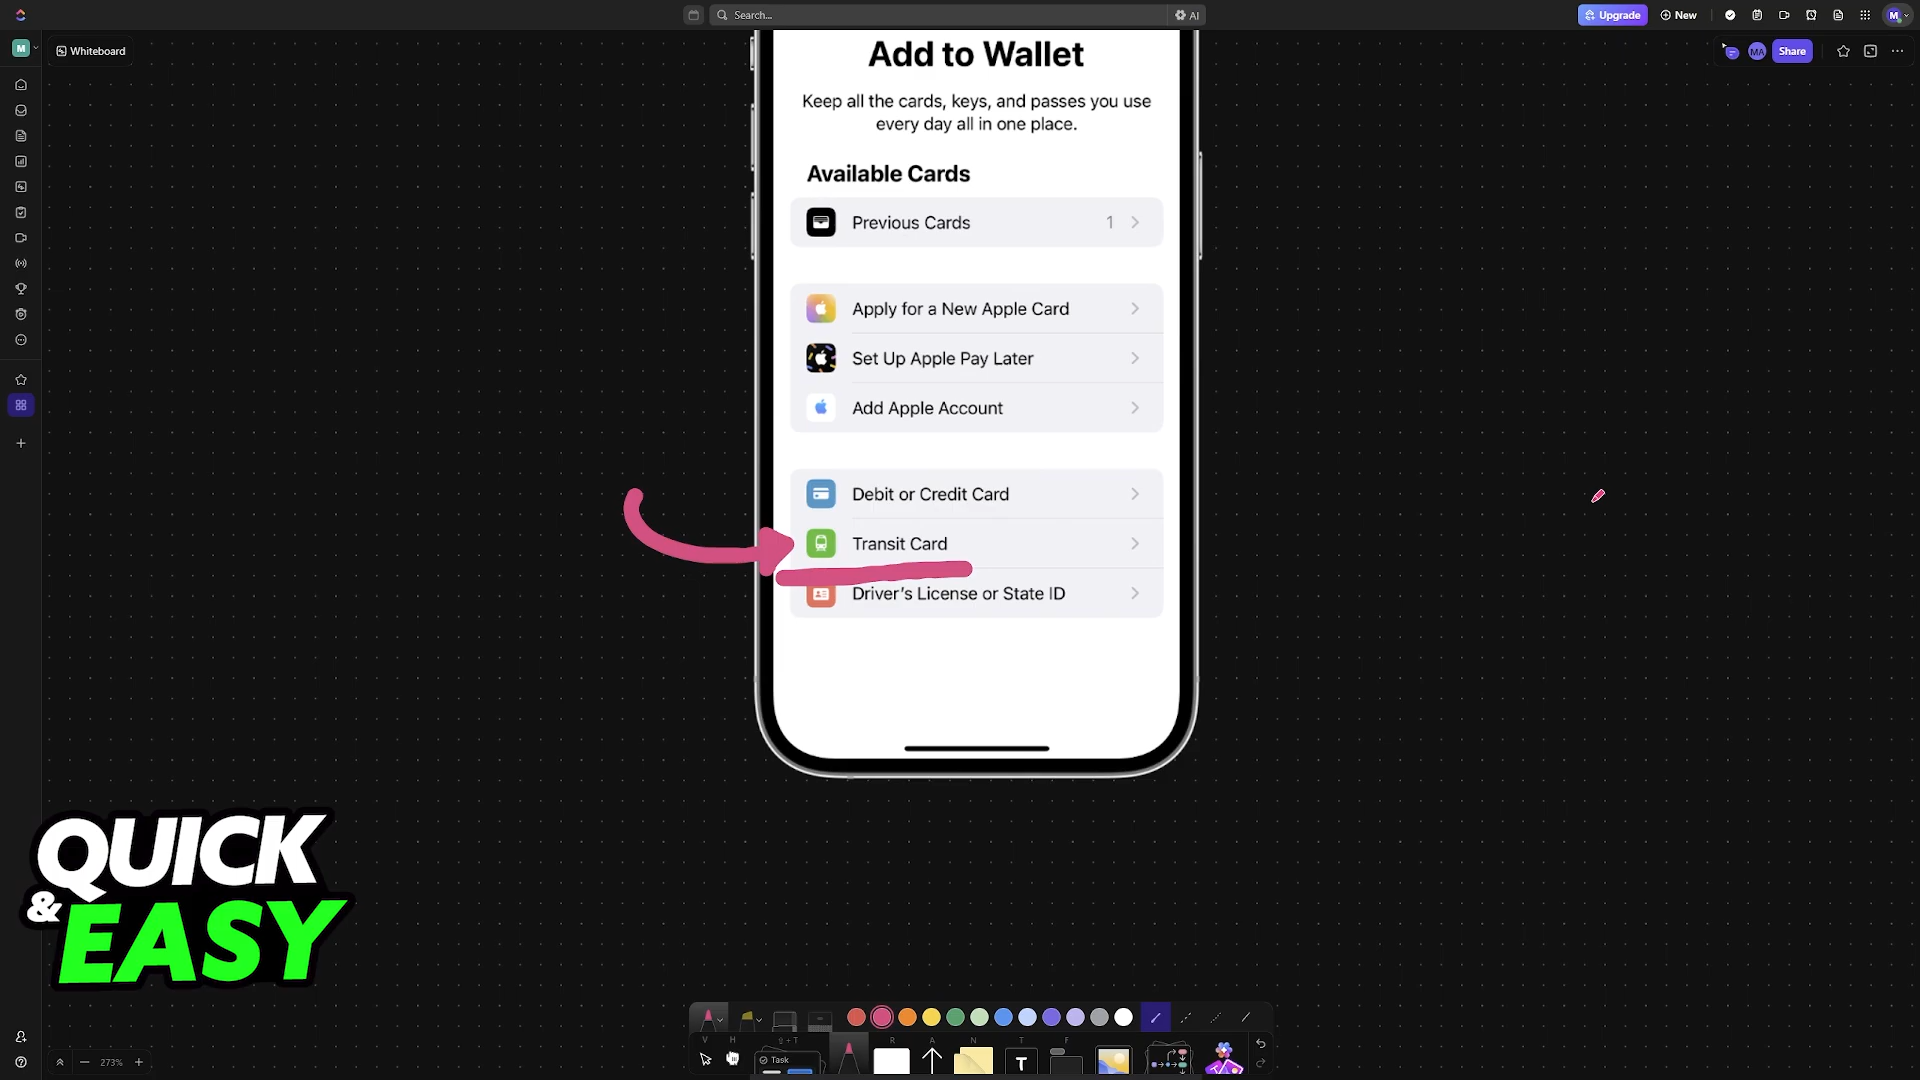 Search...
AI
Upgrade
New
M
M
Whiteboard
MA
Share
Add to Wallet
Keep all the cards, keys, and passes you use
every day all in one place.
Available Cards
Previous Cards 1
Apply for a New Apple Card
Set Up Apple Pay Later
Add Apple Account
Debit or Credit Card
Transit Card
Driver's License or State ID
QUICK
& EASY
V H ⇧ + T R A N T F
Task
T
273%